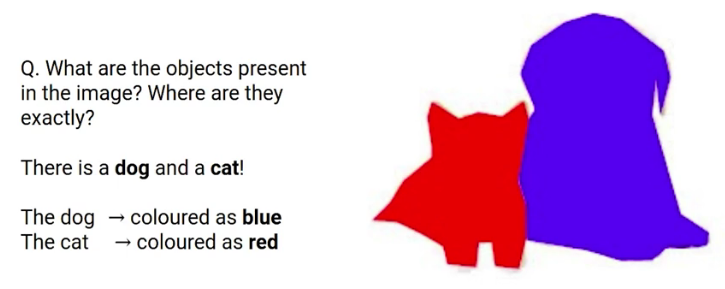 Q. What are the objects present
in the image? Where are they
exactly?
There is a dog and a cat!
The dog → coloured as blue
The cat → coloured as red